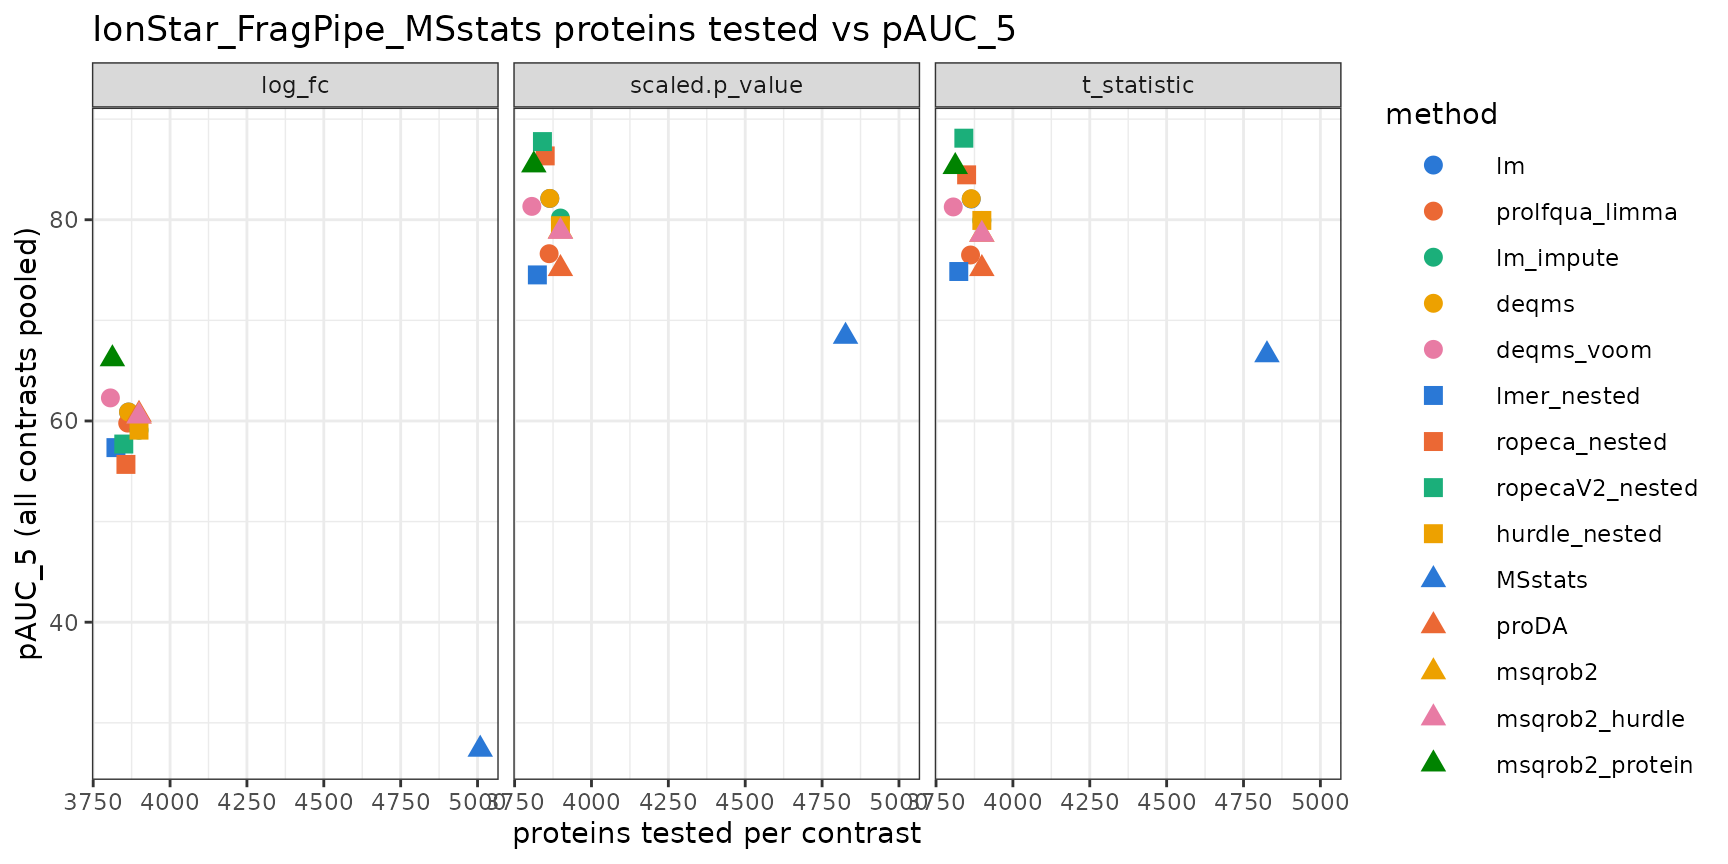 IonStar_FragPipe_MSstats proteins tested vs pAUC_5
log_fc
scaled.p_value
t_statistic
pAUC_5 (all contrasts pooled)
80
60
40
3750 4000 4250 4500 4750 5000
3750 4000 4250 4500 4750 5000
3750 4000 4250 4500 4750 5000
proteins tested per contrast
method
lm
prolfqua_limma
lm_impute
deqms
deqms_voom
lmer_nested
ropeca_nested
ropecaV2_nested
hurdle_nested
MSstats
proDA
msqrob2
msqrob2_hurdle
msqrob2_protein